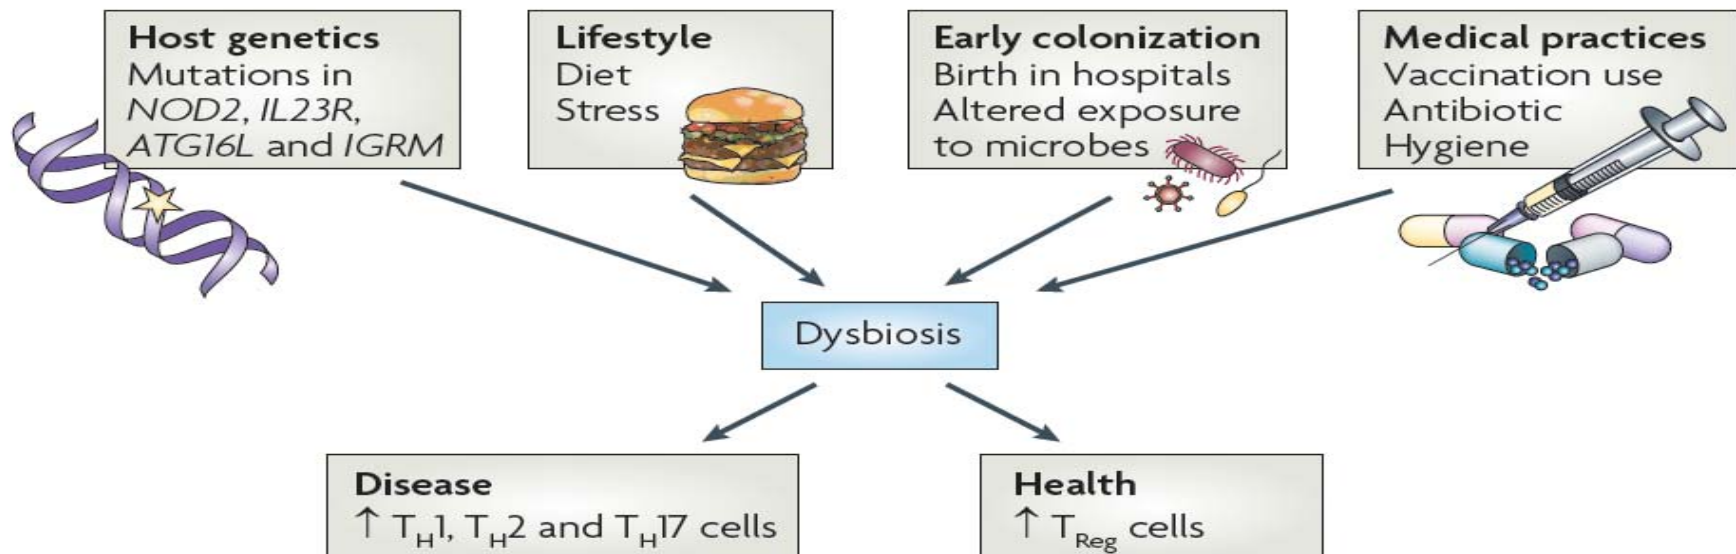 Host genetics
Mutations in
NOD2, IL23R,
ATG16L and IGRM
Lifestyle
Diet
Stress
Early colonization
Birth in hospitals
Altered exposure
to microbes
Medical practices
Vaccination use
Antibiotic
Hygiene
Dysbiosis
Disease
↑ TH1, TH2 and TH17 cells
Health
↑ TReg cells